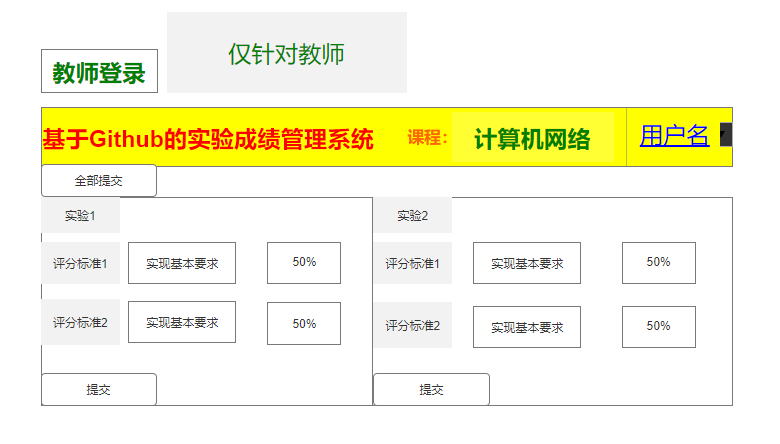 仅针对教师
教师登录
基于Github的实验成绩管理系统 课程: 计算机网络 用户名
全部提交
实验1 实验2
评分标准1 实现基本要求 50% 评分标准1 实现基本要求 50%
评分标准2 实现基本要求 50% 评分标准2 实现基本要求 50%
提交 提交